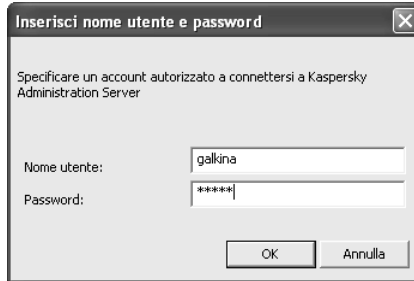 Inserisci nome utente e password
Specificare un account autorizzato a connettersi a Kaspersky
Administration Server
Nome utente:
galkina
Password:
*****
OK
Annulla